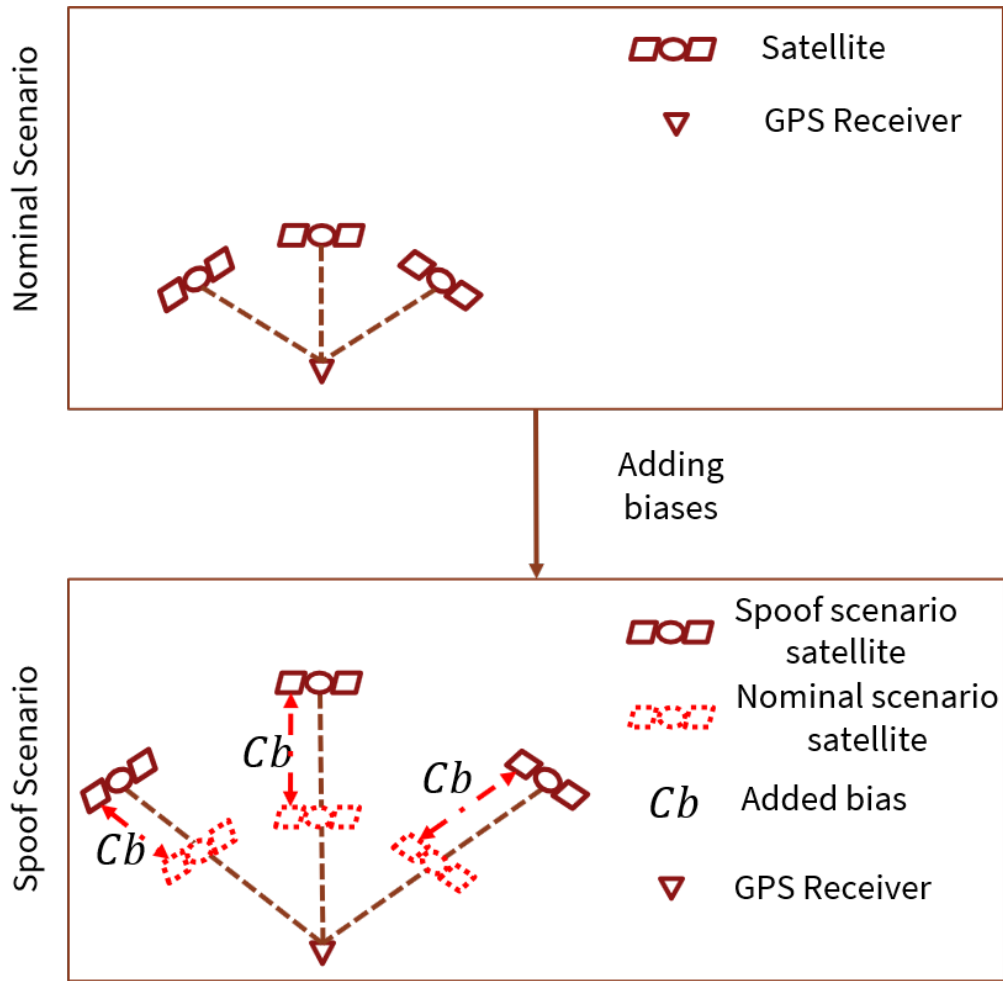 Nominal Scenario
Satellite
GPS Receiver
Adding
biases
Spoof Scenario
Spoof scenario
satellite
Nominal scenario
satellite
Cb
Cb
Cb
Cb Added bias
GPS Receiver